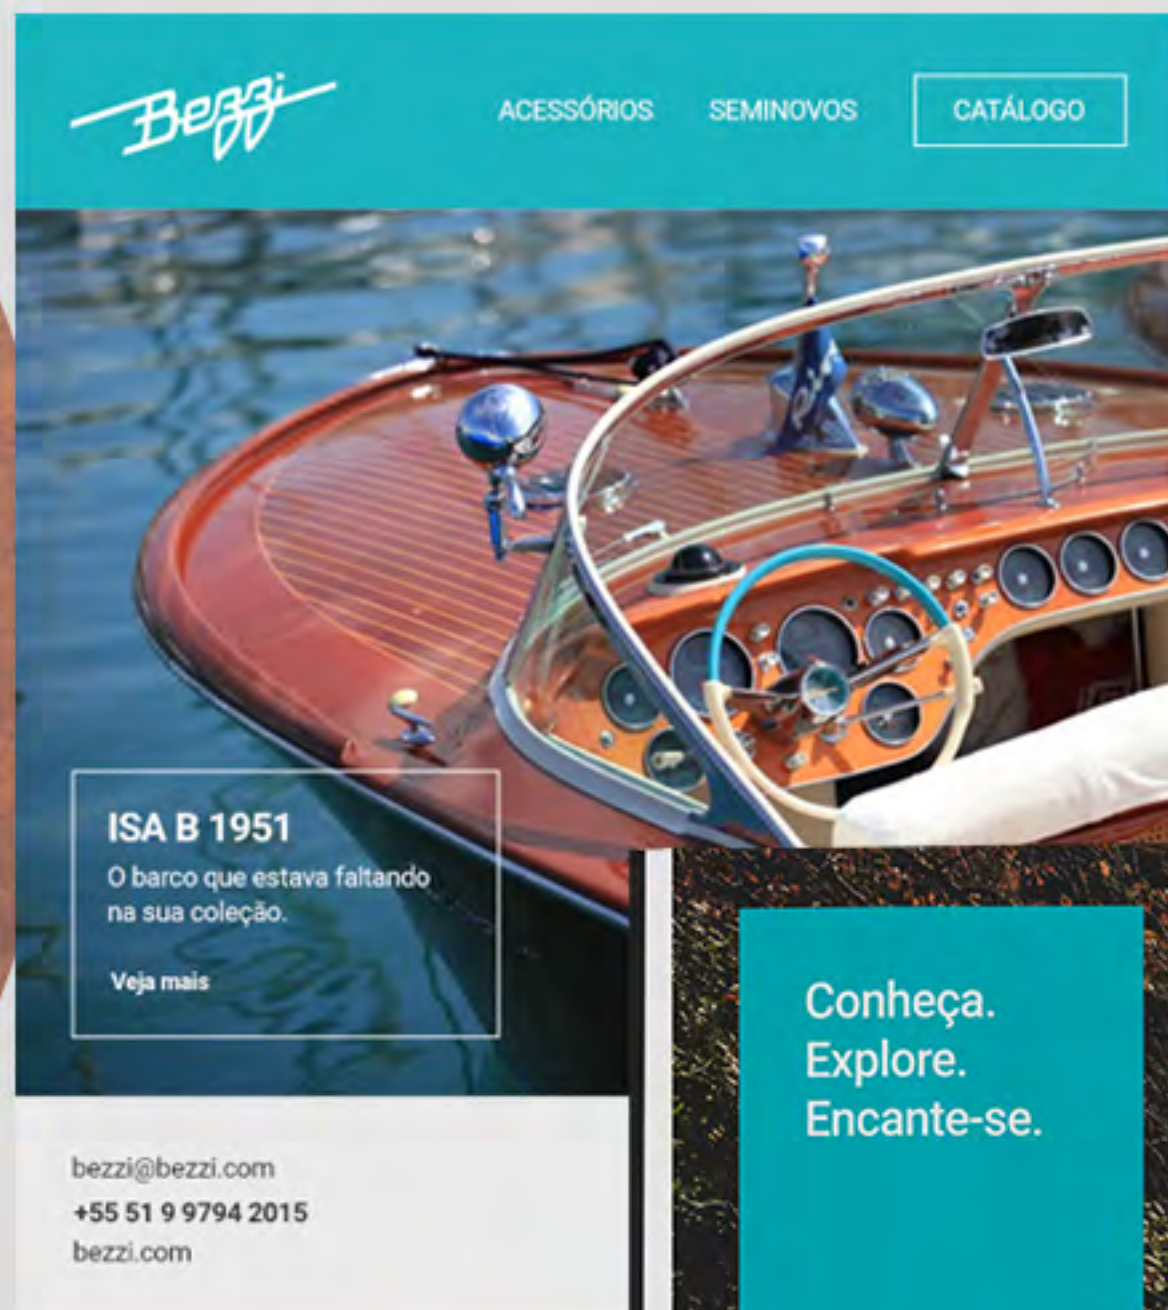 Bezzi
ACESSÓRIOS
SEMINOVOS
CATÁLOGO
ISA B 1951
O barco que estava faltando
na sua coleção.
Veja mais
Conheça.
Explore.
Encante-se.
bezzi@bezzi.com
+55 51 9 9794 2015
bezzi.com